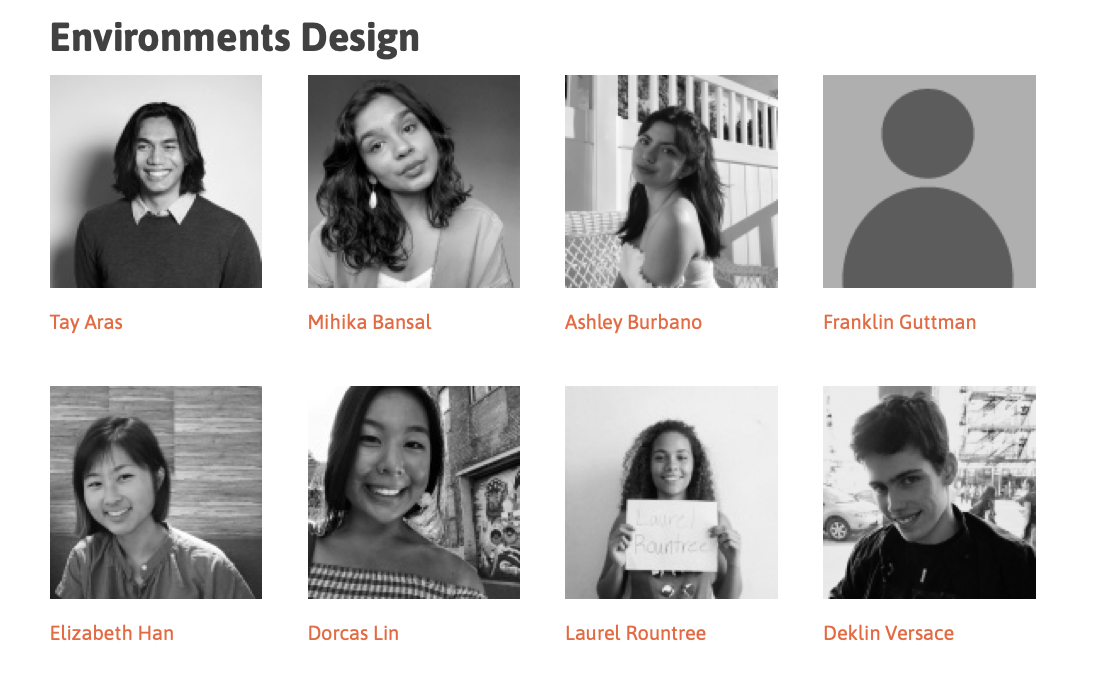 Environments Design
Tay Aras
Mihika Bansal
Ashley Burbano
Franklin Guttman
Laurel
Rountree
Elizabeth Han
Dorcas Lin
Laurel Rountree
Deklin Versace